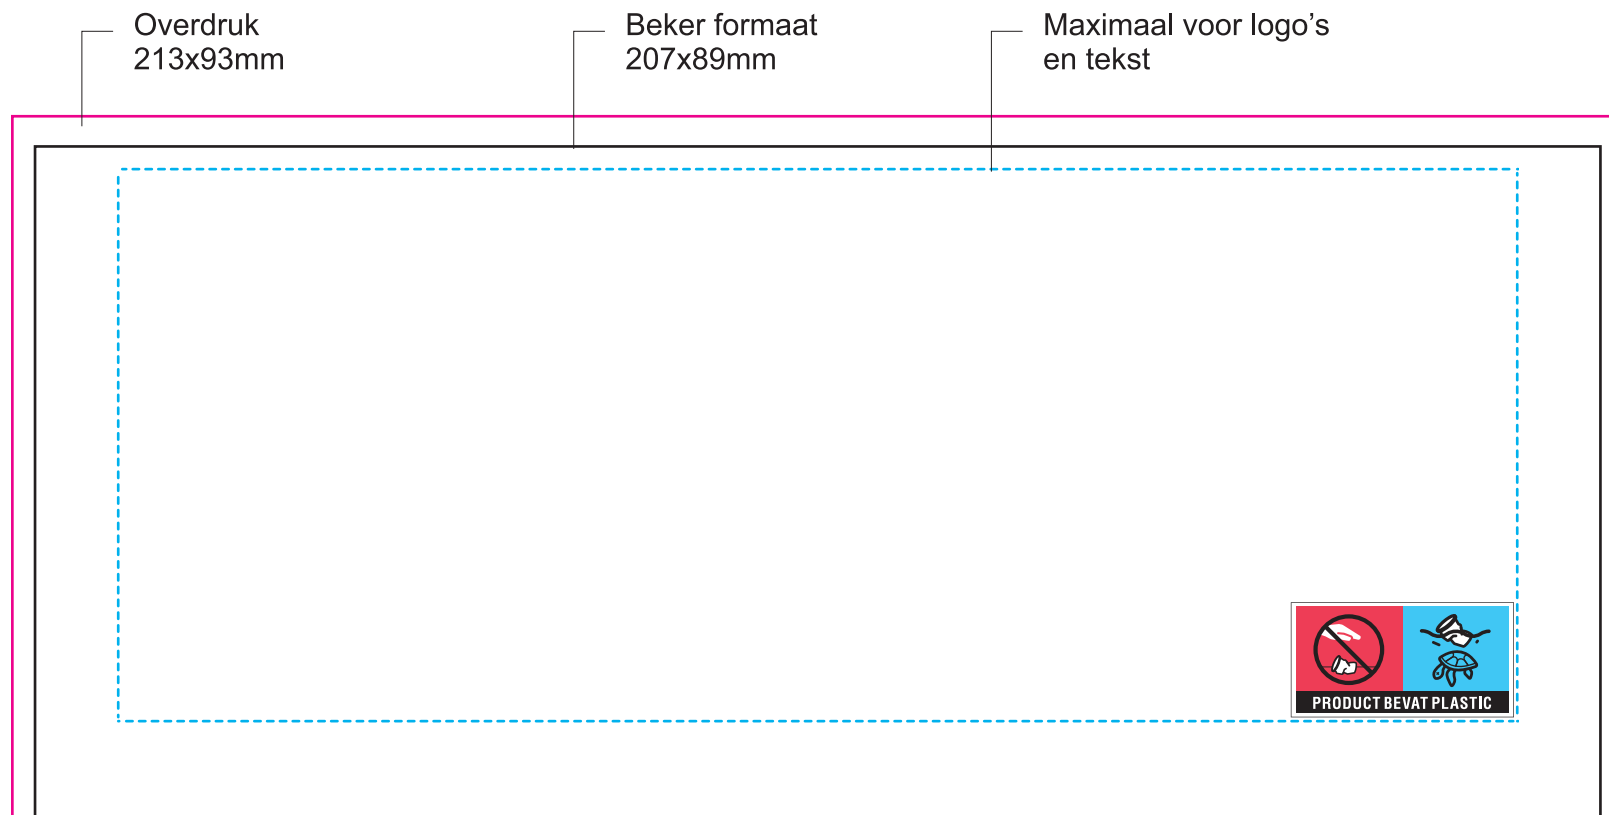 Overdruk
213x93mm
Beker formaat
207x89mm
Maximaal voor logo's
en tekst
PRODUCT BEVAT PLASTIC